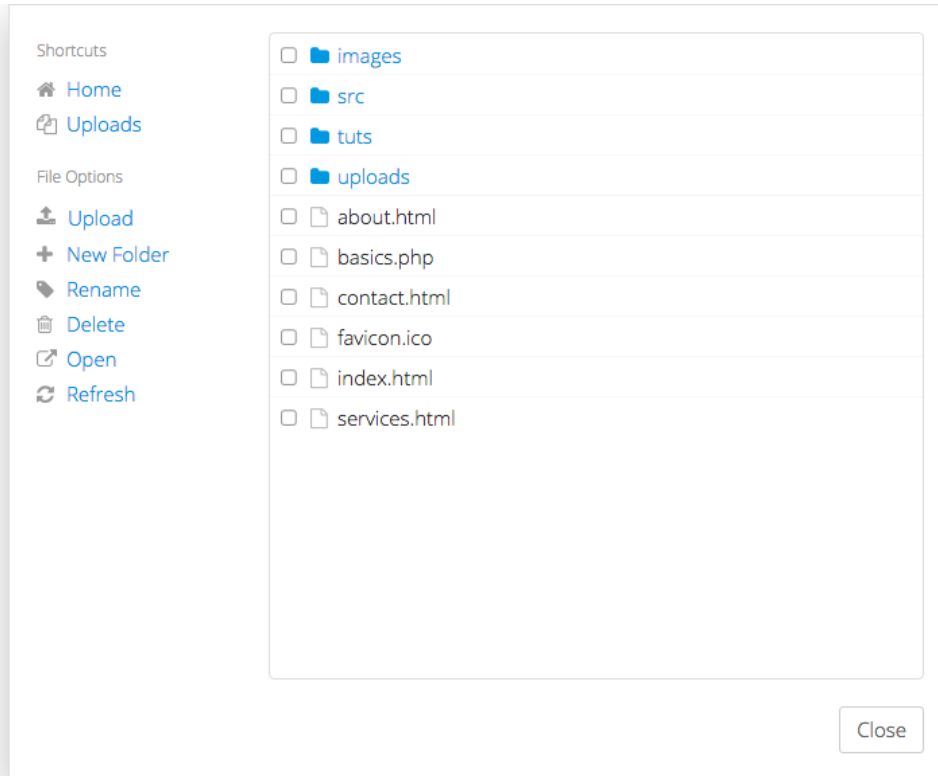 Shortcuts
Home
Uploads
File Options
Upload
New Folder
Rename
Delete
Open
Refresh
images
src
tuts
uploads
about.html
basics.php
contact.html
favicon.ico
index.html
services.html
Close